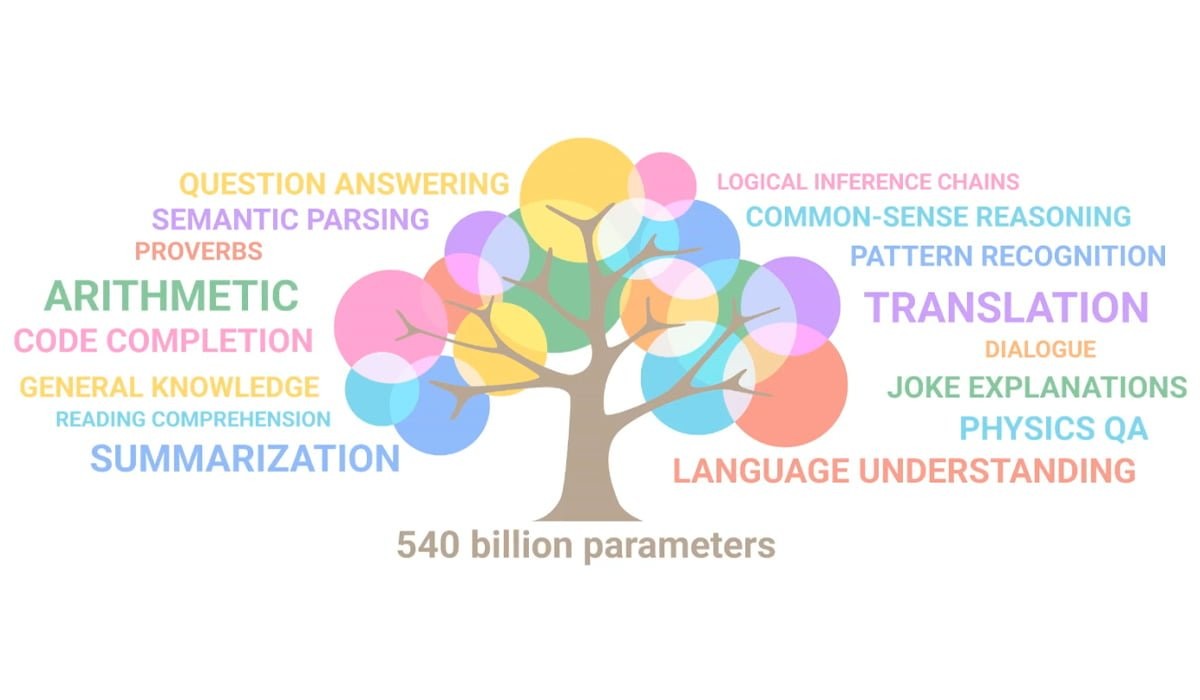 QUESTION ANSWERING
SEMANTIC PARSING
PROVERBS
ARITHMETIC
CODE COMPLETION
GENERAL KNOWLEDGE
READING COMPREHENSION
SUMMARIZATION
LOGICAL INFERENCE CHAINS
COMMON-SENSE REASONING
PATTERN RECOGNITION
TRANSLATION
DIALOGUE
JOKE EXPLANATIONS
PHYSICS QA
LANGUAGE UNDERSTANDING
540 billion parameters